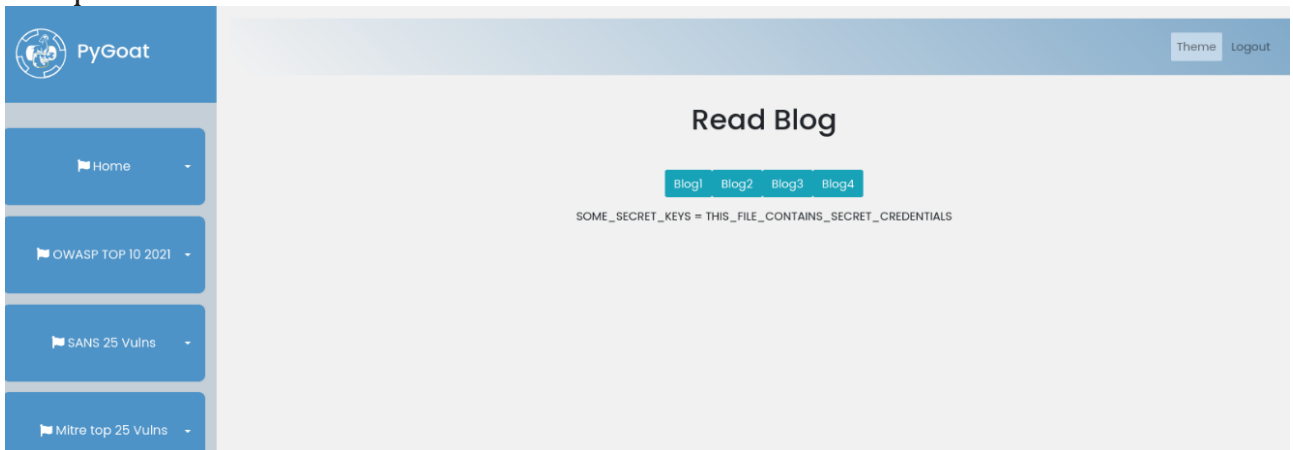 PyGoat
Theme Logout
Read Blog
Home
Blog1 Blog2 Blog3 Blog4
SOME_SECRET_KEYS = THIS_FILE_CONTAINS_SECRET_CREDENTIALS
OWASP TOP 10 2021
SANS 25 Vulns
Mitre top 25 Vulns